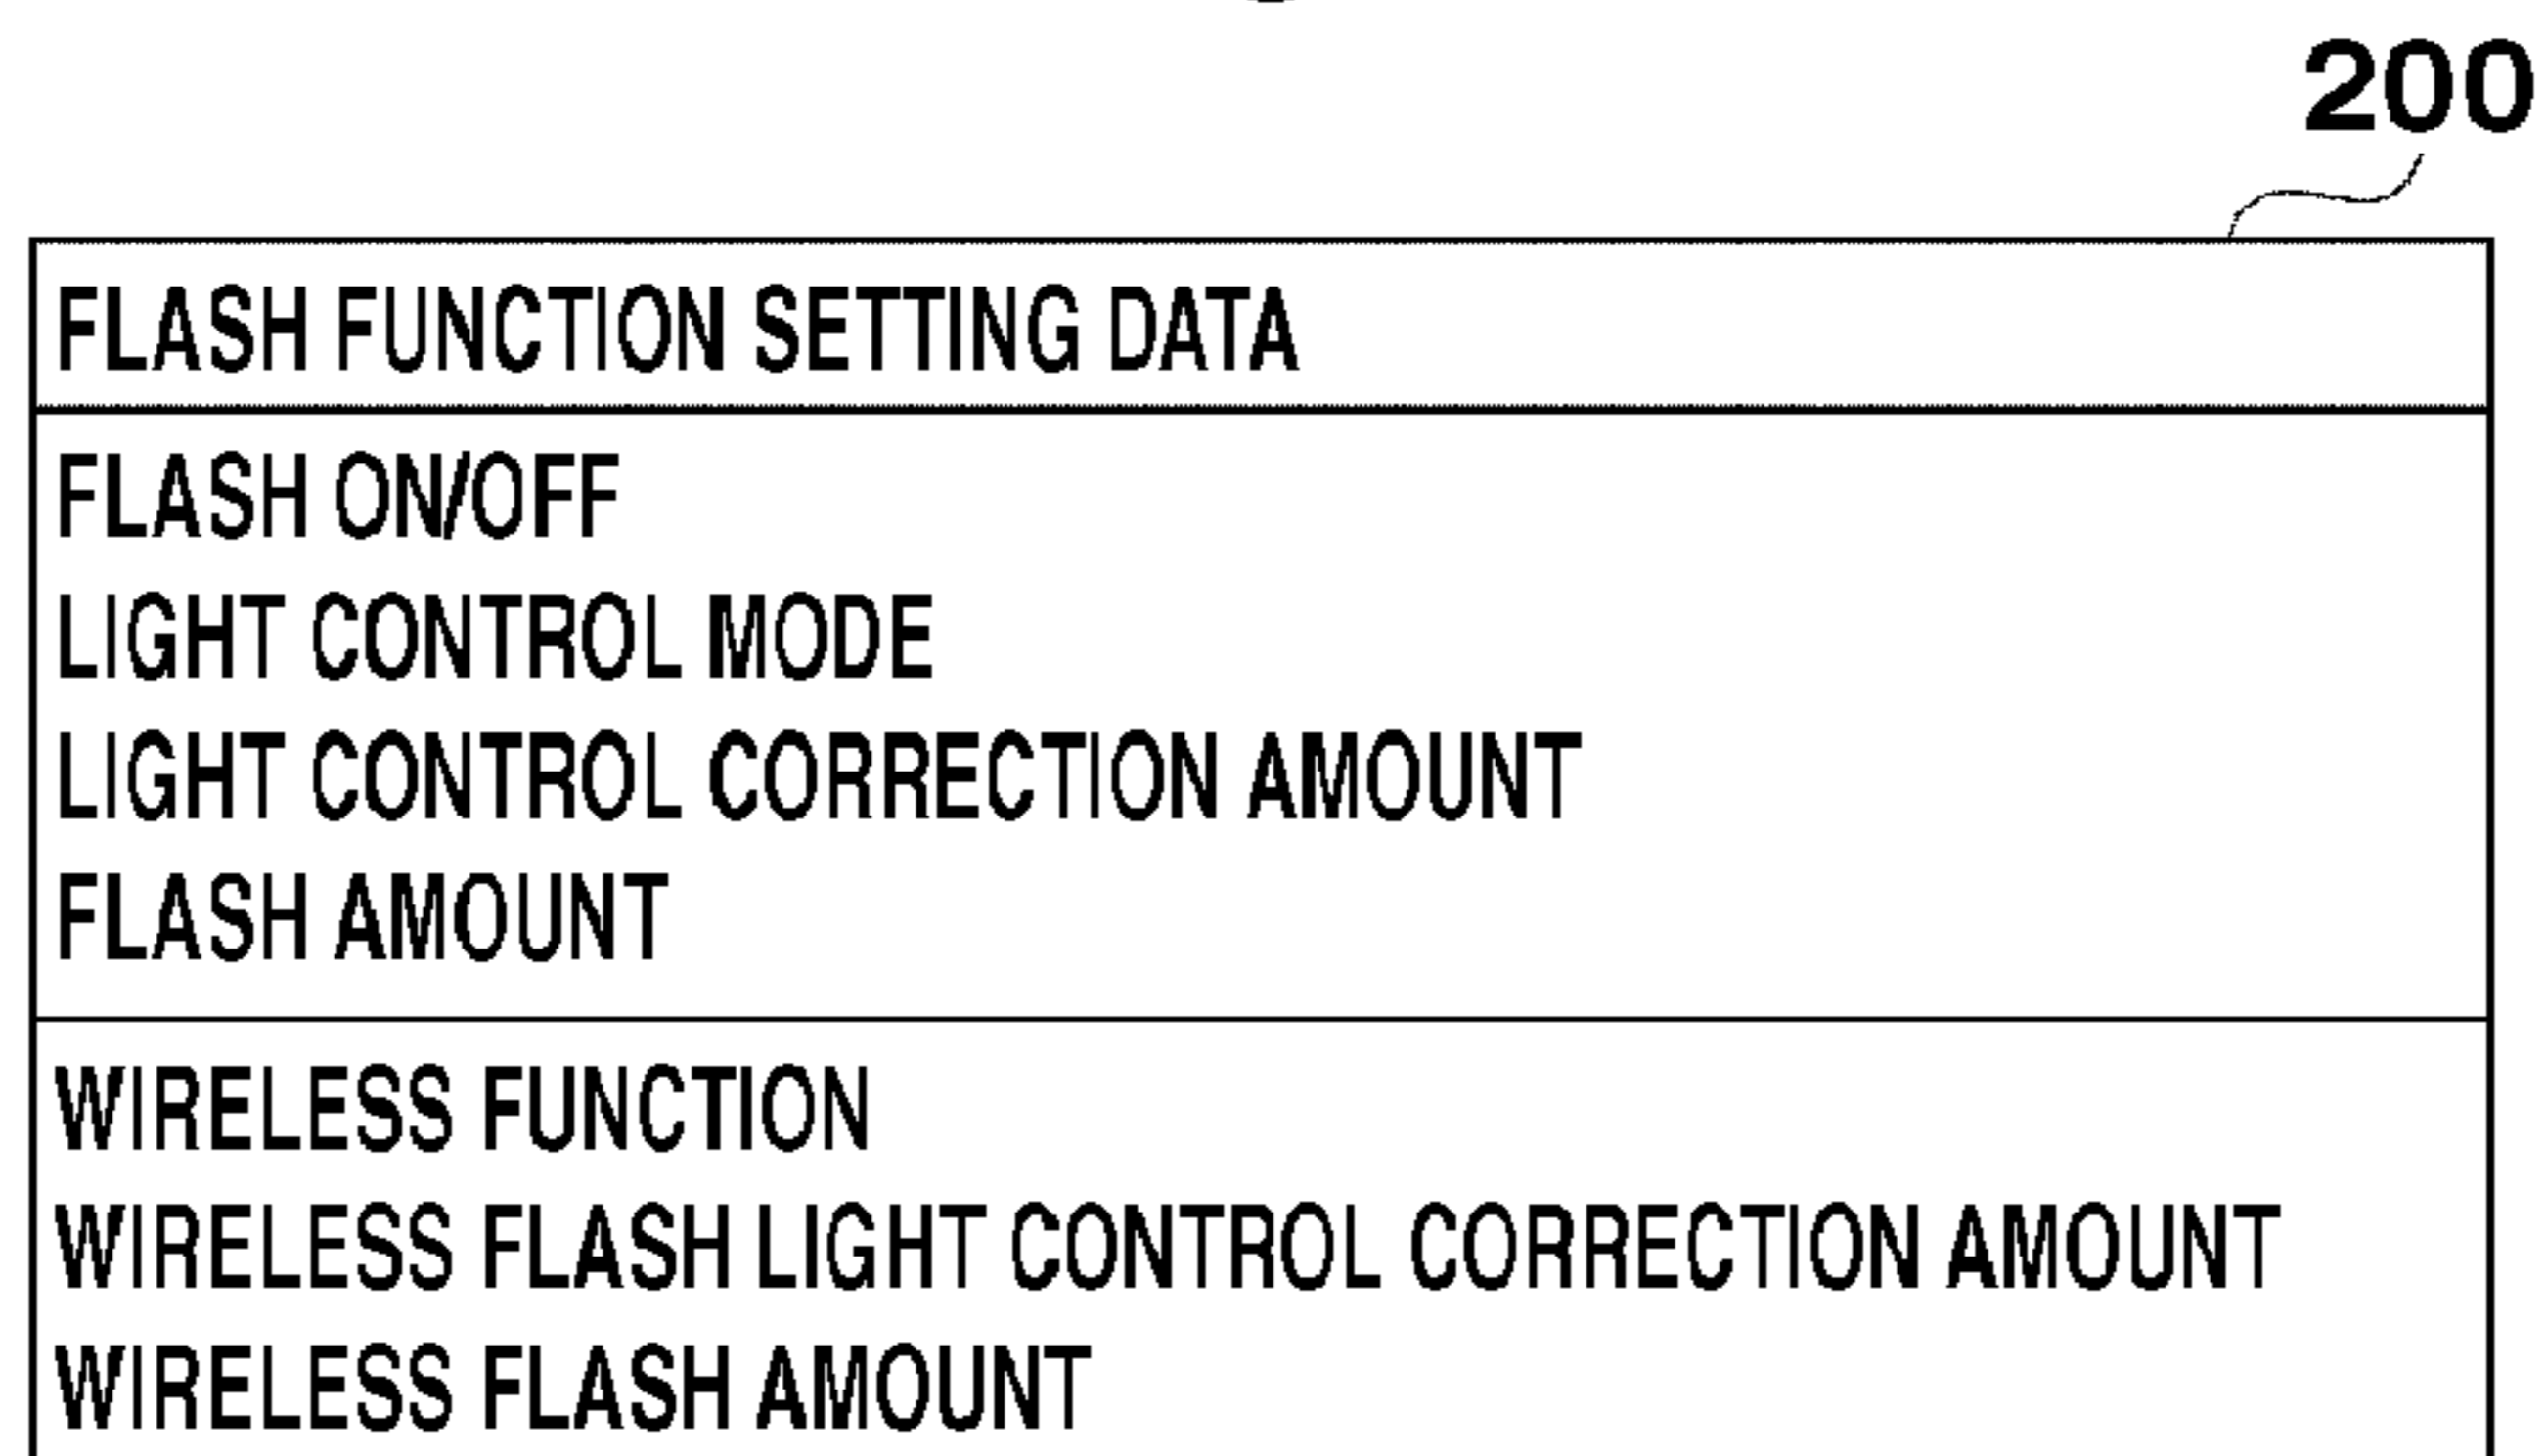 200
FLASH FUNCTION SETTING DATA
FLASH ON/OFF
LIGHT CONTROL MODE
LIGHT CONTROL CORRECTION AMOUNT
FLASH AMOUNT
WIRELESS FUNCTION
WIRELESS FLASH LIGHT CONTROL CORRECTION AMOUNT
WIRELESS FLASH AMOUNT